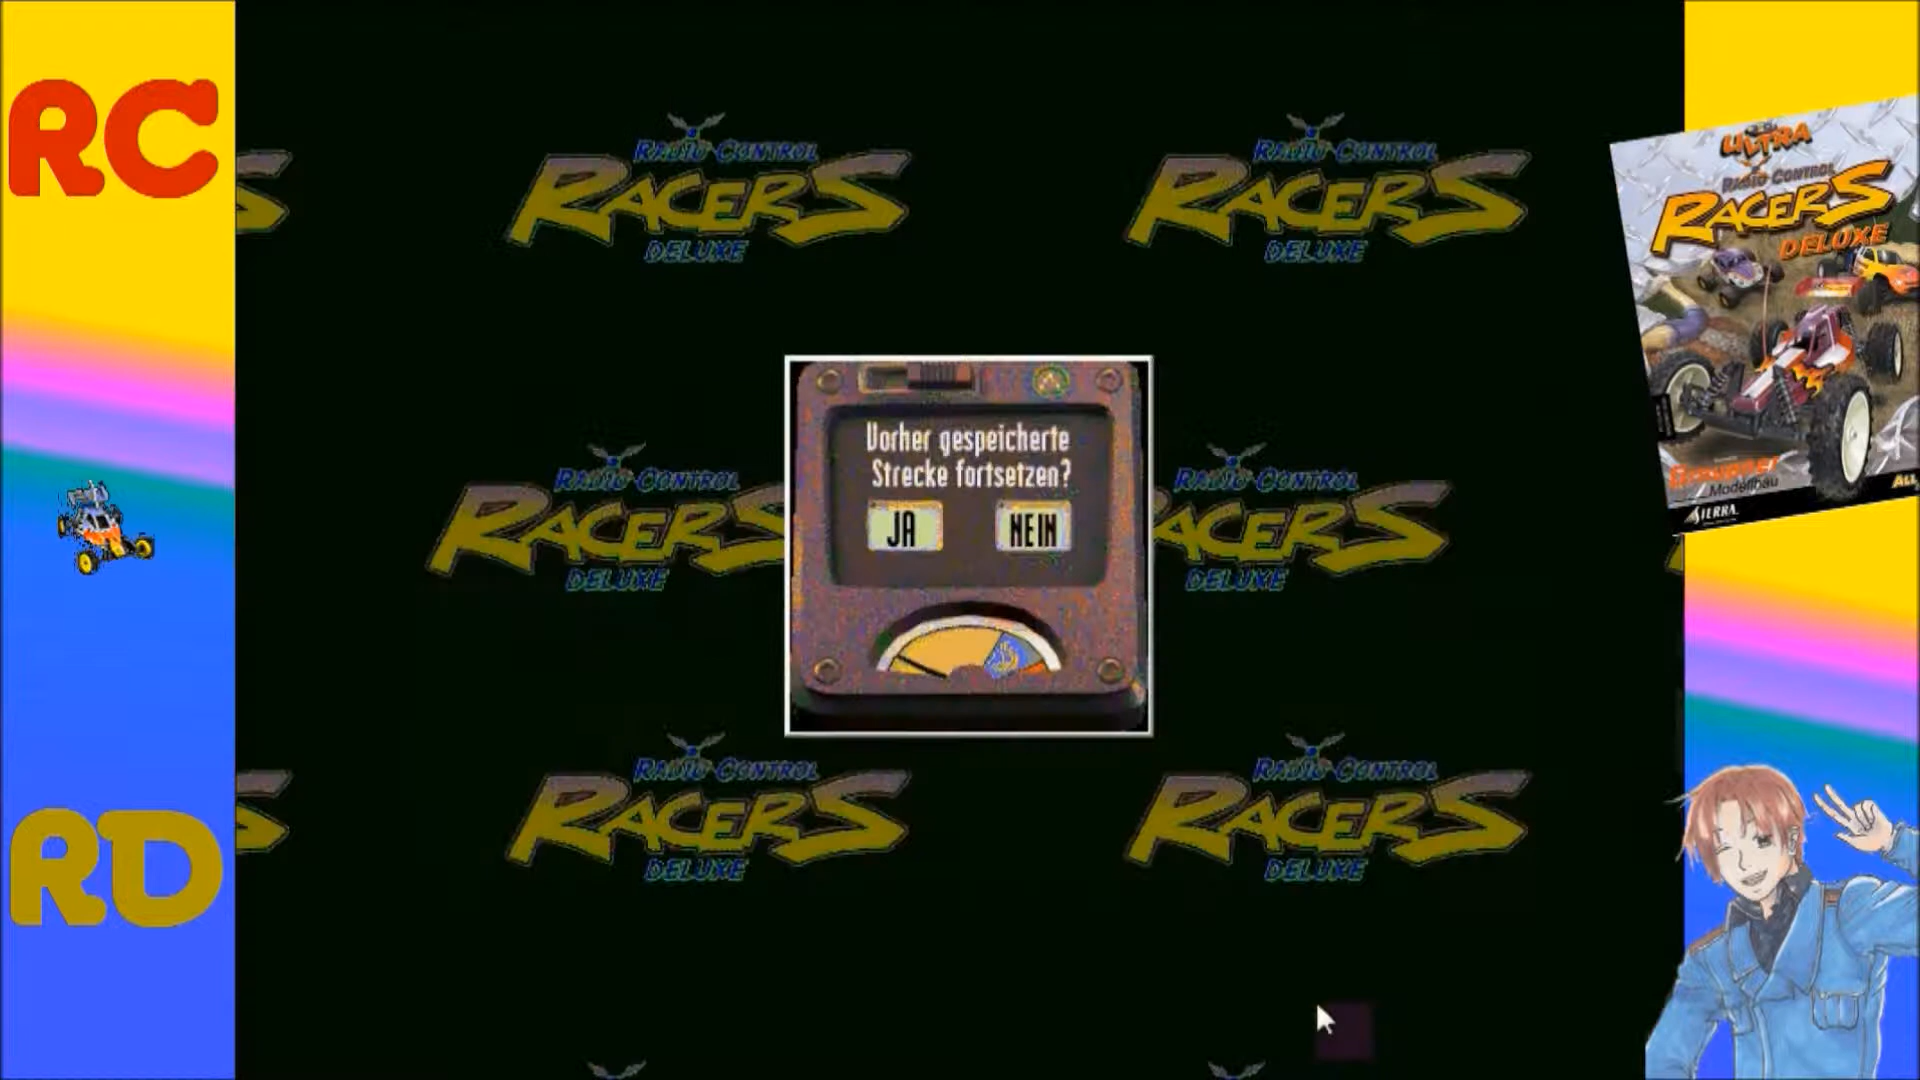 RC
RD
RADIO CONTROL
RACERS
DELUXE
RADIO CONTROL
RACERS
DELUXE
ULTRA
RADIO CONTROL
RACERS
DELUXE
Graupner
Modellbau
SIERRA
ALL
RADIO CONTROL
RACERS
DELUXE
RADIO CONTROL
RACERS
DELUXE
Vorher gespeicherte
Strecke fortsetzen?
JA
NEIN
RADIO CONTROL
RACERS
DELUXE
RADIO CONTROL
RACERS
DELUXE